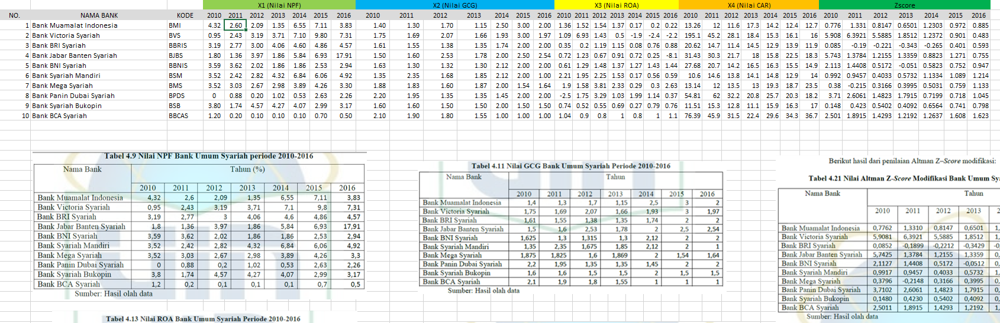 X1 (Nilai NPF) X2 (Nilai GCG) X3 (Nilai ROA) X4 (Nilai CAR) Zscore
NO. NAMA BANK KODE 2010 2011 2012 2013 2014 2015 2016 2010 2011 2012 2013 2014 2015 2016 2010 2011 2012 2013 2014 2015 2016 2010 2011 2012 2013 2014 2015 2016 2010 2011 2012 2013 2014 2015 2016
1 Bank Muamalat Indonesia BMI 4.32 2.60 2.09 1.35 6.55 7.11 3.83 1.40 1.30 1.70 1.15 2.50 3.00 2.00 1.36 1.52 1.54 1.37 0.17 0.2 0.22 13.26 12 11.6 17.3 14.2 12.4 12.7 0.776 1.331 0.8147 0.6501 1.2303 0.972 0.885
2 Bank Victoria Syariah BVS 0.95 2.43 3.19 3.71 7.10 9.80 7.31 1.75 1.69 2.07 1.66 1.93 3.00 1.97 1.09 6.93 1.43 0.5 -1.9 -2.4 -2.2 195.1 45.2 28.1 18.4 15.3 16.1 16 5.908 6.3921 5.5885 1.8512 1.2372 0.901 0.483
3 Bank BRI Syariah BBRIS 3.19 2.77 3.00 4.06 4.60 4.86 4.57 1.61 1.55 1.38 1.35 1.74 2.00 2.00 0.35 0.2 1.19 1.15 0.08 0.76 0.88 20.62 14.7 11.4 14.5 12.9 13.9 11.9 0.085 -0.19 -0.221 -0.343 -0.265 0.401 0.593
4 Bank Jabar Banten Syariah BJBS 1.80 1.36 3.97 1.86 5.84 6.93 17.91 1.50 1.60 2.53 1.78 2.00 2.50 2.54 0.72 1.23 0.67 0.91 0.72 0.25 -8.1 31.43 30.3 21.7 18 15.8 22.5 18.3 5.743 1.3784 1.2155 1.3359 0.8823 1.271 0.755
5 Bank BNI Syariah BBNIS 3.59 3.62 2.02 1.86 1.86 2.53 2.94 1.63 1.30 1.32 1.30 2.12 2.00 2.00 0.61 1.29 1.48 1.37 1.27 1.43 1.44 27.68 20.7 14.2 16.5 16.3 15.5 14.9 2.113 1.4408 0.5172 -0.051 0.5823 0.752 0.947
6 Bank Syariah Mandiri BSM 3.52 2.42 2.82 4.32 6.84 6.06 4.92 1.35 2.35 1.68 1.85 2.12 2.00 1.00 2.21 1.95 2.25 1.53 0.17 0.56 0.59 10.6 14.6 13.8 14.1 14.8 12.9 14 0.992 0.9457 0.4033 0.5732 1.1334 1.089 1.214
7 Bank Mega Syariah BMS 3.52 3.03 2.67 2.98 3.89 4.26 3.30 1.88 1.83 1.60 1.87 2.00 1.54 1.64 1.9 1.58 3.81 2.33 0.29 0.3 2.63 13.14 12 13.5 13 19.3 18.7 23.5 0.38 -0.215 0.3166 0.3995 0.5031 0.759 1.133
8 Bank Panin Dubai Syariah BPDS 0 0.88 0.20 1.02 0.53 2.63 2.26 2.20 1.95 1.35 1.35 1.45 2.00 2.00 -2.5 1.75 3.29 1.03 1.99 1.14 0.37 54.81 62 32.2 20.8 25.7 20.3 18.2 3.71 2.6061 1.4823 1.7915 0.7199 0.718 1.045
9 Bank Syariah Bukopin BSB 3.80 1.74 4.57 4.27 4.07 2.99 3.17 1.60 1.60 1.50 1.50 2.00 1.50 1.50 0.74 0.52 0.55 0.69 0.27 0.79 0.76 11.51 15.3 12.8 11.1 15.9 16.3 17 0.148 0.423 0.5402 0.4092 0.6564 0.741 0.798
10 Bank BCA Syariah BBCAS 1.20 0.20 0.10 0.10 0.10 0.70 0.50 2.10 1.90 1.80 1.55 1.00 1.00 1.00 1.04 0.9 0.8 1 0.8 1 1.1 76.39 45.9 31.5 22.4 29.6 34.3 36.7 2.501 1.8915 1.4293 1.2192 1.2637 1.608 1.623
Tabel 4.9 Nilai NPF Bank Umum Syariah periode 2010-2016
Nama Bank Tahun (%)
2010 2011 2012 2013 2014 2015 2016
Bank Muamalat Indonesia 4,32 2,6 2,09 1,35 6,55 7,11 3,83
Bank Victoria Syariah 0,95 2,43 3,19 3,71 7,1 9,8 7,31
Bank BRI Syariah 3,19 2,77 3 4,06 4,6 4,86 4,57
Bank Jabar Banten Syariah 1,8 1,36 3,97 1,86 5,84 6,93 17,91
Bank BNI Syariah 3,59 3,62 2,02 1,86 1,86 2,53 2,94
Bank Syariah Mandiri 3,52 2,42 2,82 4,32 6,84 6,06 4,92
Bank Mega Syariah 3,52 3,03 2,67 2,98 3,89 4,26 3,3
Bank Panin Dubai Syariah 0 0,88 0,2 1,02 0,53 2,63 2,26
Bank Syariah Bukopin 3,8 1,74 4,57 4,27 4,07 2,99 3,17
Bank BCA Syariah 1,2 0,2 0,1 0,1 0,1 0,7 0,5
Sumber: Hasil olah data
Tabel 4.13 Nilai ROA Bank Umum Syariah Periode 2010-2016
Tabel 4.11 Nilai GCG Bank Umum Syariah Periode 2010-2016
Nama Bank Tahun
2010 2011 2012 2013 2014 2015 2016
Bank Muamalat Indonesia 1,4 1,3 1,7 1,15 2,5 3 2
Bank Victoria Syariah 1,75 1,69 2,07 1,66 1,93 3 1,97
Bank BRI Syariah 1,61 1,55 1,38 1,35 1,74 2 2
Bank Jabar Banten Syariah 1,5 1,6 2,53 1,78 2 2,5 2,54
Bank BNI Syariah 1,625 1,3 1,315 1,3 2,12 2 2
Bank Syariah Mandiri 1,35 2,35 1,675 1,85 2,12 2 1
Bank Mega Syariah 1,875 1,825 1,6 1,869 2 1,54 1,64
Bank Panin Dubai Syariah 2,2 1,95 1,35 1,35 1,45 2 2
Bank Syariah Bukopin 1,6 1,6 1,5 1,5 2 1,5 1,5
Bank BCA Syariah 2,1 1,9 1,8 1,55 1 1 1
Sumber: Hasil olah data
Berikut hasil dari penilaian Altman Z–Score modifikasi:
Tabel 4.21 Nilai Altman Z-Score Modifikasi Bank Umum Sya
Nama Bank Tahun
2010 2011 2012 2013 2
Bank Muamalat Indonesia 0,7762 1,3310 0,8147 0,6501 1,
Bank Victoria Syariah 5,9081 6,3921 5,5885 1,8512 1,
Bank BRI Syariah 0,0852 -0,1899 -0,2212 -0,3429 -0
Bank Jabar Banten Syariah 5,7425 1,3784 1,2155 1,3359 0,
Bank BNI Syariah 2,1127 1,4408 0,5172 -0,0512 0,
Bank Syariah Mandiri 0,9917 0,9457 0,4033 0,5732 1,
Bank Mega Syariah 0,3796 -0,2148 0,3166 0,3995 0,
Bank Panin Dubai Syariah 3,7102 2,6061 1,4823 1,7915 0,
Bank Syariah Bukopin 0,1480 0,4230 0,5402 0,4092 0,
Bank BCA Syariah 2,5011 1,8915 1,4293 1,2192 1,
Sumber: Hasil olah data